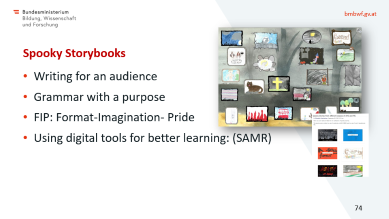 Bundesministerium
Bildung, Wissenschaft
und Forschung
bmbwf.gv.at
Spooky Storybooks
• Writing for an audience
• Grammar with a purpose
• FIP: Format-Imagination- Pride
• Using digital tools for better learning: (SAMR)
74